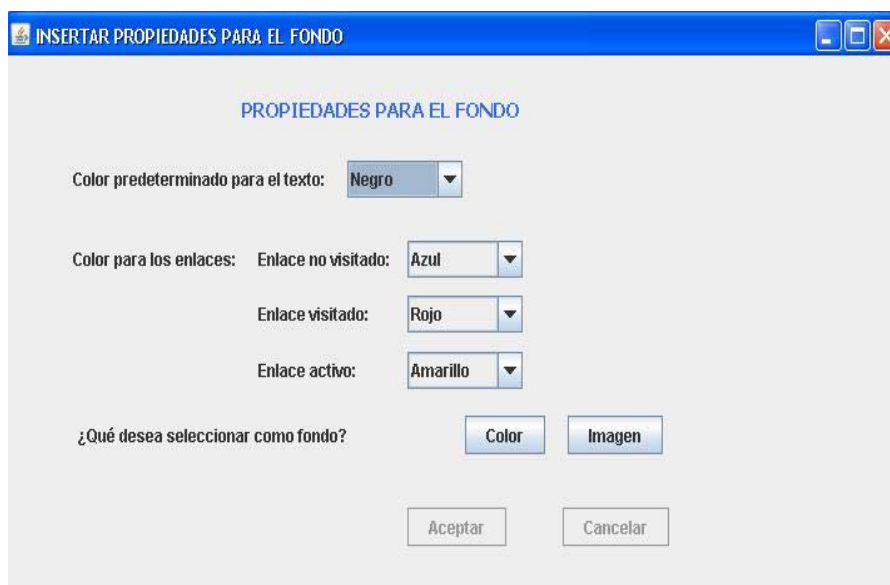 INSERTAR PROPIEDADES PARA EL FONDO
PROPIEDADES PARA EL FONDO
Color predeterminado para el texto: Negro
Color para los enlaces: Enlace no visitado: Azul
Enlace visitado: Rojo
Enlace activo: Amarillo
¿Qué desea seleccionar como fondo? Color Imagen
Aceptar Cancelar